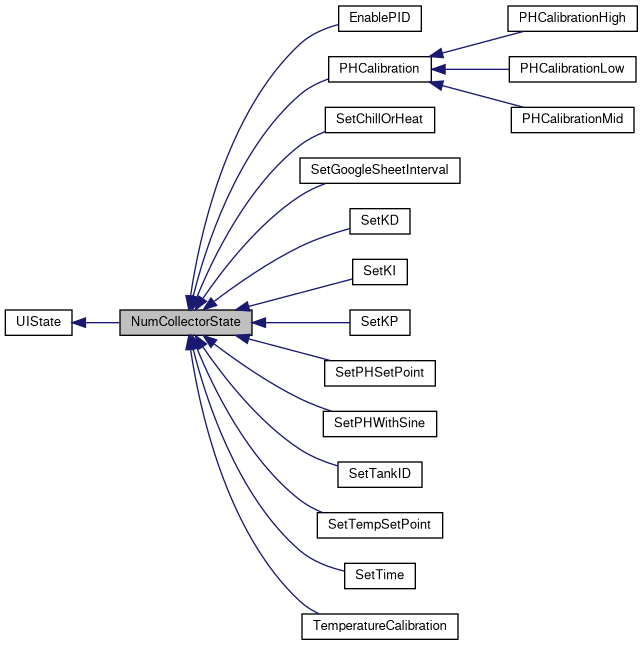 EnablePID
PHCalibrationHigh
PHCalibration
PHCalibrationLow
PHCalibrationMid
SetChillOrHeat
SetGoogleSheetInterval
SetKD
SetKI
UIState
NumCollectorState
SetKP
SetPHSetPoint
SetPHWithSine
SetTankID
SetTempSetPoint
SetTime
TemperatureCalibration